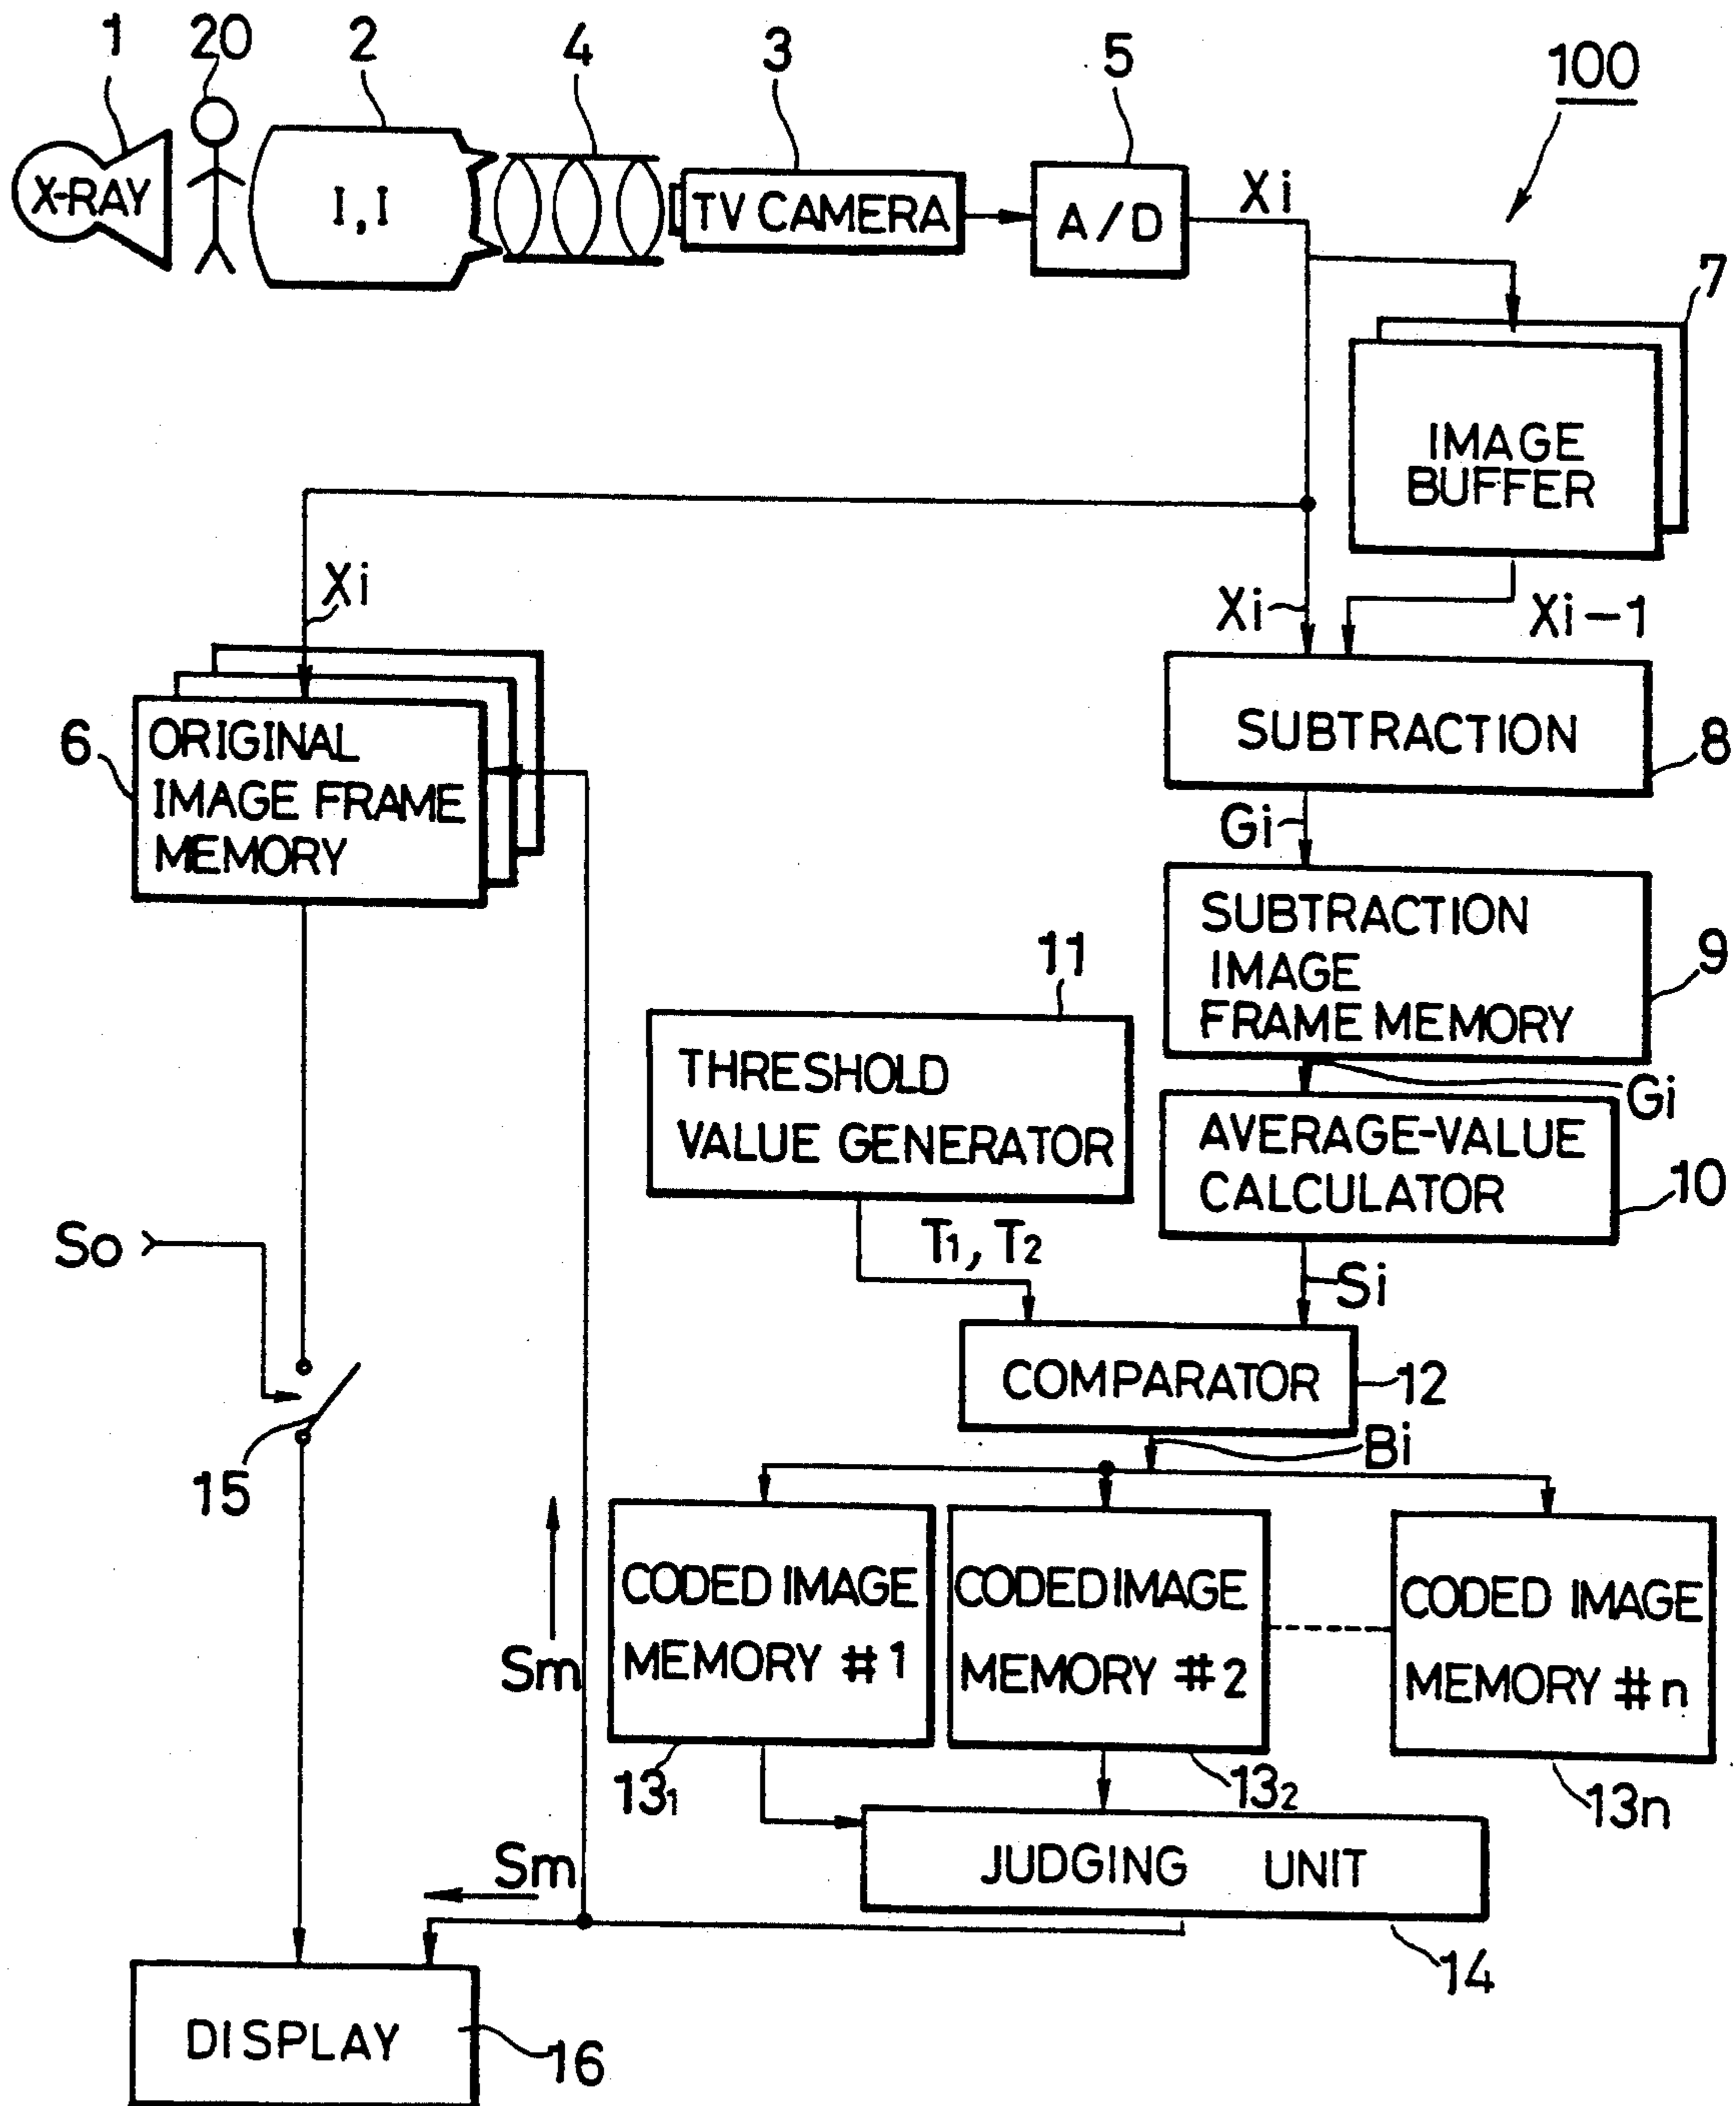 1
20
2
4
3
5
100
X-RAY
I,I
TV CAMERA
A/D
Xi
7
IMAGE
BUFFER
Xi
Xi
Xi-1
6
ORIGINAL
IMAGE FRAME
MEMORY
SUBTRACTION
8
Gi
SUBTRACTION
IMAGE
FRAME MEMORY
9
11
THRESHOLD
VALUE GENERATOR
Gi
AVERAGE-VALUE
CALCULATOR
10
So
T1, T2
Si
COMPARATOR
12
15
Bi
CODED IMAGE
MEMORY #1
CODED IMAGE
MEMORY #2
CODED IMAGE
MEMORY #n
Sm
131
132
13n
JUDGING UNIT
Sm
14
DISPLAY
16